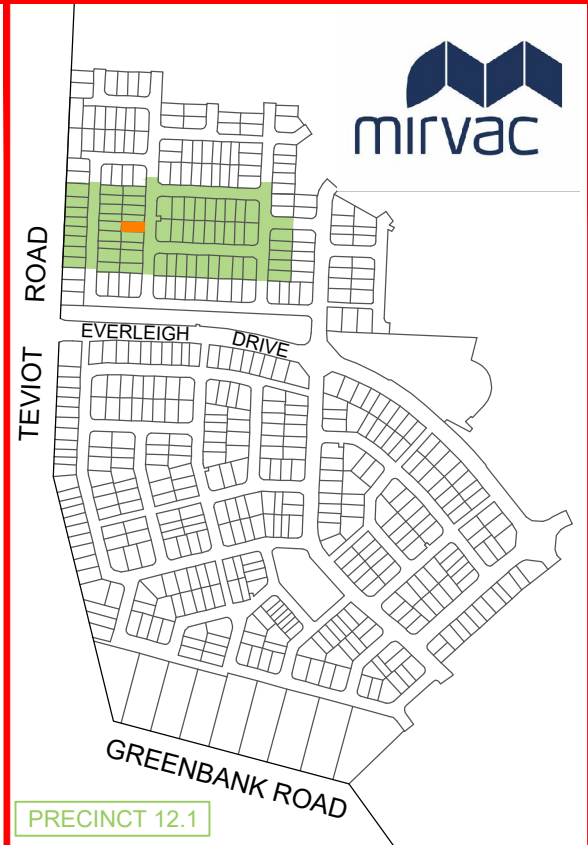 mirvac
TEVIOT ROAD
EVERLEIGH DRIVE
GREENBANK ROAD
PRECINCT 12.1